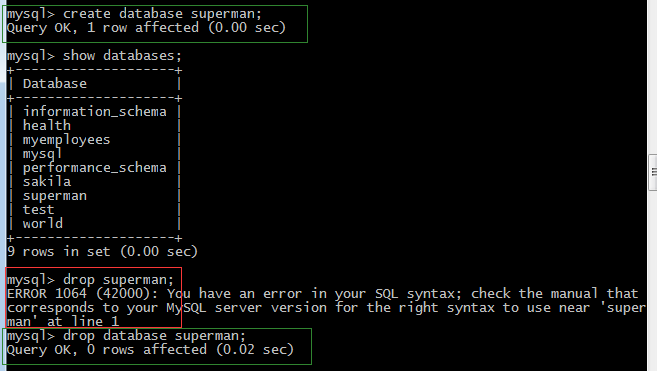 mysql> create database superman;
Query OK, 1 row affected (0.00 sec)
mysql> show databases;
+--------------------+
| Database           |
+--------------------+
| information_schema |
| health             |
| myemployees        |
| mysql              |
| performance_schema |
| sakila             |
| superman           |
| test               |
| world              |
+--------------------+
9 rows in set (0.00 sec)
mysql> drop superman;
ERROR 1064 (42000): You have an error in your SQL syntax; check the manual that
corresponds to your MySQL server version for the right syntax to use near 'super
man' at line 1
mysql> drop database superman;
Query OK, 0 rows affected (0.02 sec)